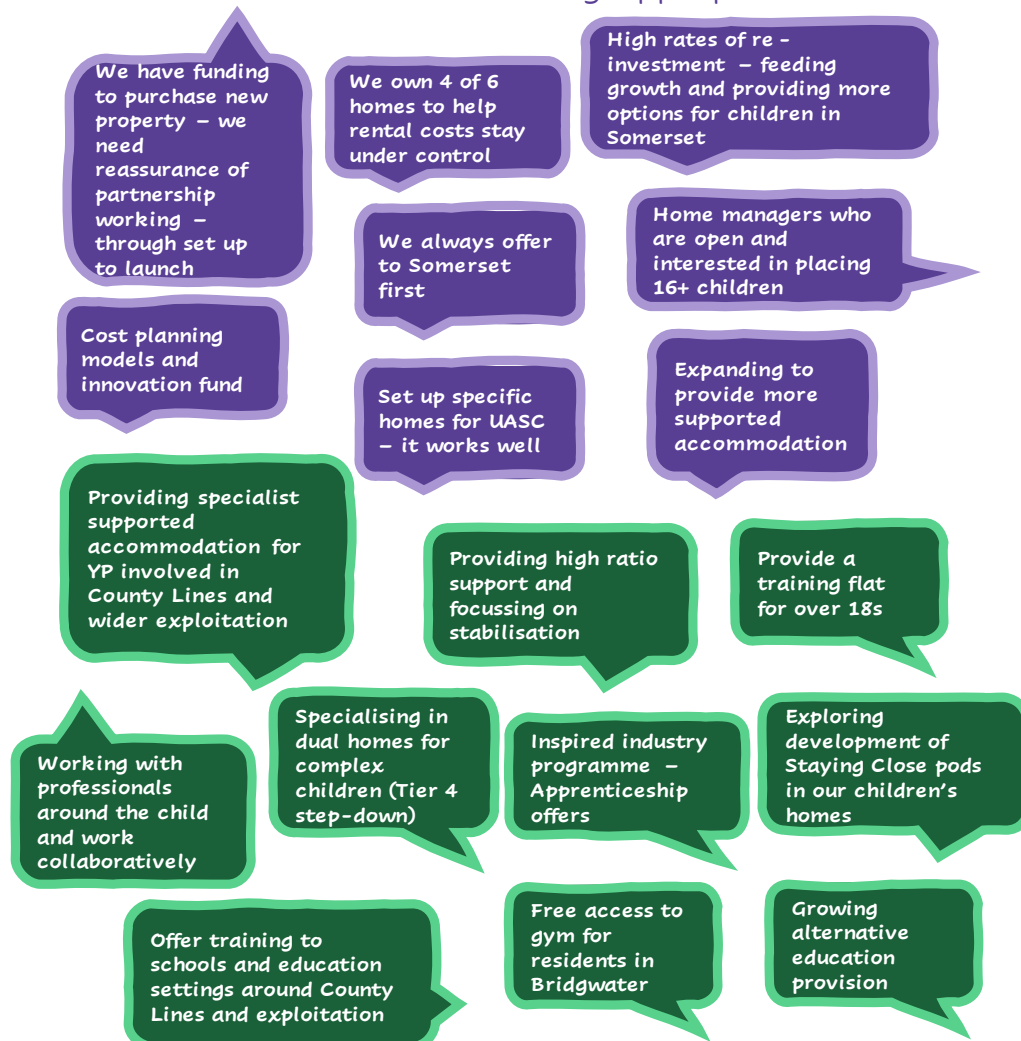 We have funding
to purchase new
property – we
need
reassurance of
partnership
working –
through set up
to launch
We own 4 of 6
homes to help
rental costs stay
under control
High rates of re -
investment – feeding
growth and providing more
options for children in
Somerset
We always offer
to Somerset
first
Home managers who
are open and
interested in placing
16+ children
Cost planning
models and
innovation fund
Set up specific
homes for UASC
– it works well
Expanding to
provide more
supported
accommodation
Providing specialist
supported
accommodation for
YP involved in
County Lines and
wider exploitation
Providing high ratio
support and
focussing on
stabilisation
Provide a
training flat
for over 18s
Working with
professionals
around the child
and work
collaboratively
Specialising in
dual homes for
complex
children (Tier 4
step-down)
Inspired industry
programme –
Apprenticeship
offers
Exploring
development of
Staying Close pods
in our children's
homes
Offer training to
schools and education
settings around County
Lines and exploitation
Free access to
gym for
residents in
Bridgwater
Growing
alternative
education
provision